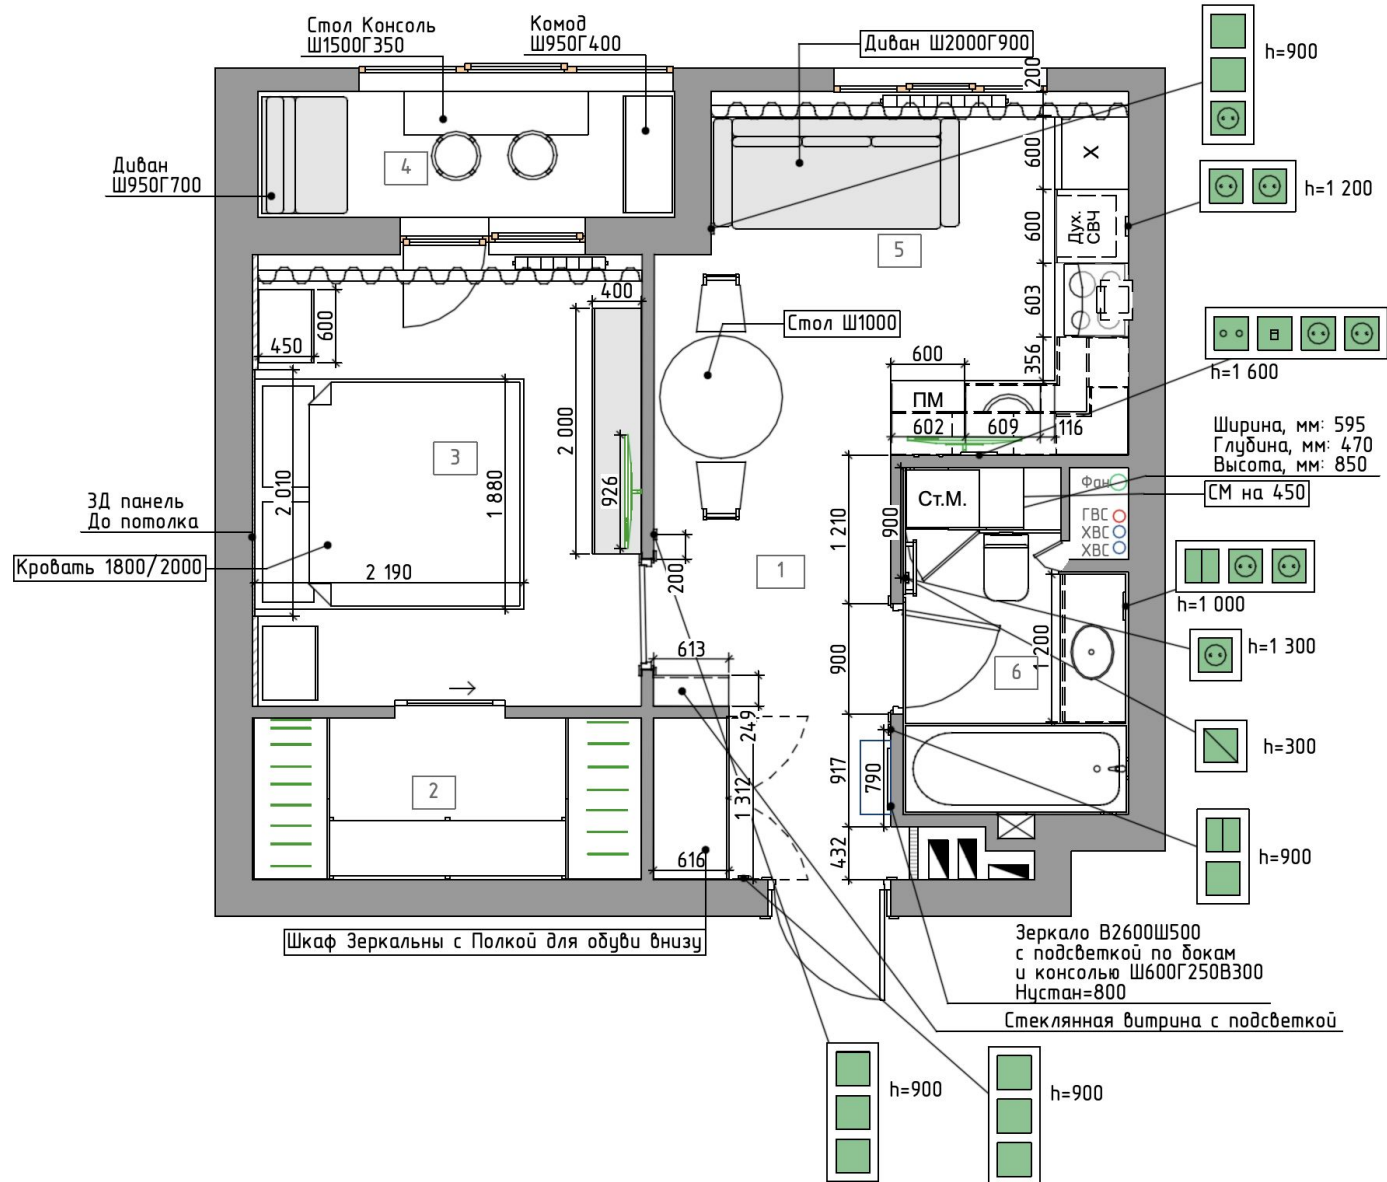 Стол Консоль
Ш1500Г350
Комод
Ш950Г400
Диван Ш2000Г900
200
h=900
Диван
Ш950Г700
4
5
600
Х
600
Дух.
СВЧ
h=1 200
400
600
450
603
Стол Ш1000
356
h=1 600
600
ПМ
602
609
116
2 000
3
2 010
1 880
926
Ширина, мм: 595
Глубина, мм: 470
Высота, мм: 850
СМ на 450
Ст.М.
900
Фан
ГВС
ХВС
ХВС
3Д панель
До потолка
Кровать 1800/2000
2 190
1 210
200
1
h=1 000
h=1 300
613
900
1 200
6
249
h=300
2
1 312
917
790
616
432
h=900
Шкаф Зеркальны с Полкой для обуви внизу
Зеркало В2600Ш500
с подсветкой по бокам
и консолью Ш600Г250В300
Нустан=800
Стеклянная витрина с подсветкой
h=900
h=900